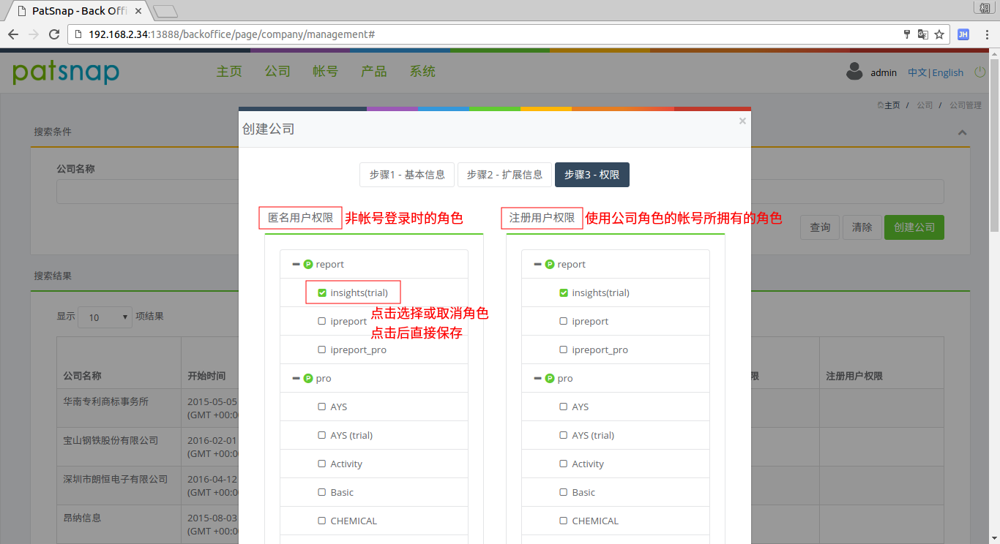 PatSnap - Back Offi
192.168.2.34:13888/backoffice/page/company/management#
JH
patsnap
主页 公司 帐号 产品 系统
admin 中文|English
主页 / 公司 / 公司管理
搜索条件
公司名称
查询 清除 创建公司
搜索结果
显示 10 项结果
公司名称 开始时间 限 注册用户权限
华南专利商标事务所 2015-05-05
(GMT +00:0
宝山钢铁股份有限公司 2016-02-01
(GMT +00:0
深圳市朗恒电子有限公司 2016-04-12
(GMT +00:0
昂纳信息 2015-08-03
(GMT +00:0
创建公司 ×
步骤1 - 基本信息 步骤2 - 扩展信息 步骤3 - 权限
匿名用户权限 非帐号登录时的角色
P report
insights(trial)
点击选择或取消角色
ipreport
点击后直接保存
ipreport_pro
P pro
AYS
AYS (trial)
Activity
Basic
CHEMICAL
注册用户权限 使用公司角色的帐号所拥有的角色
P report
insights(trial)
ipreport
ipreport_pro
P pro
AYS
AYS (trial)
Activity
Basic
CHEMICAL